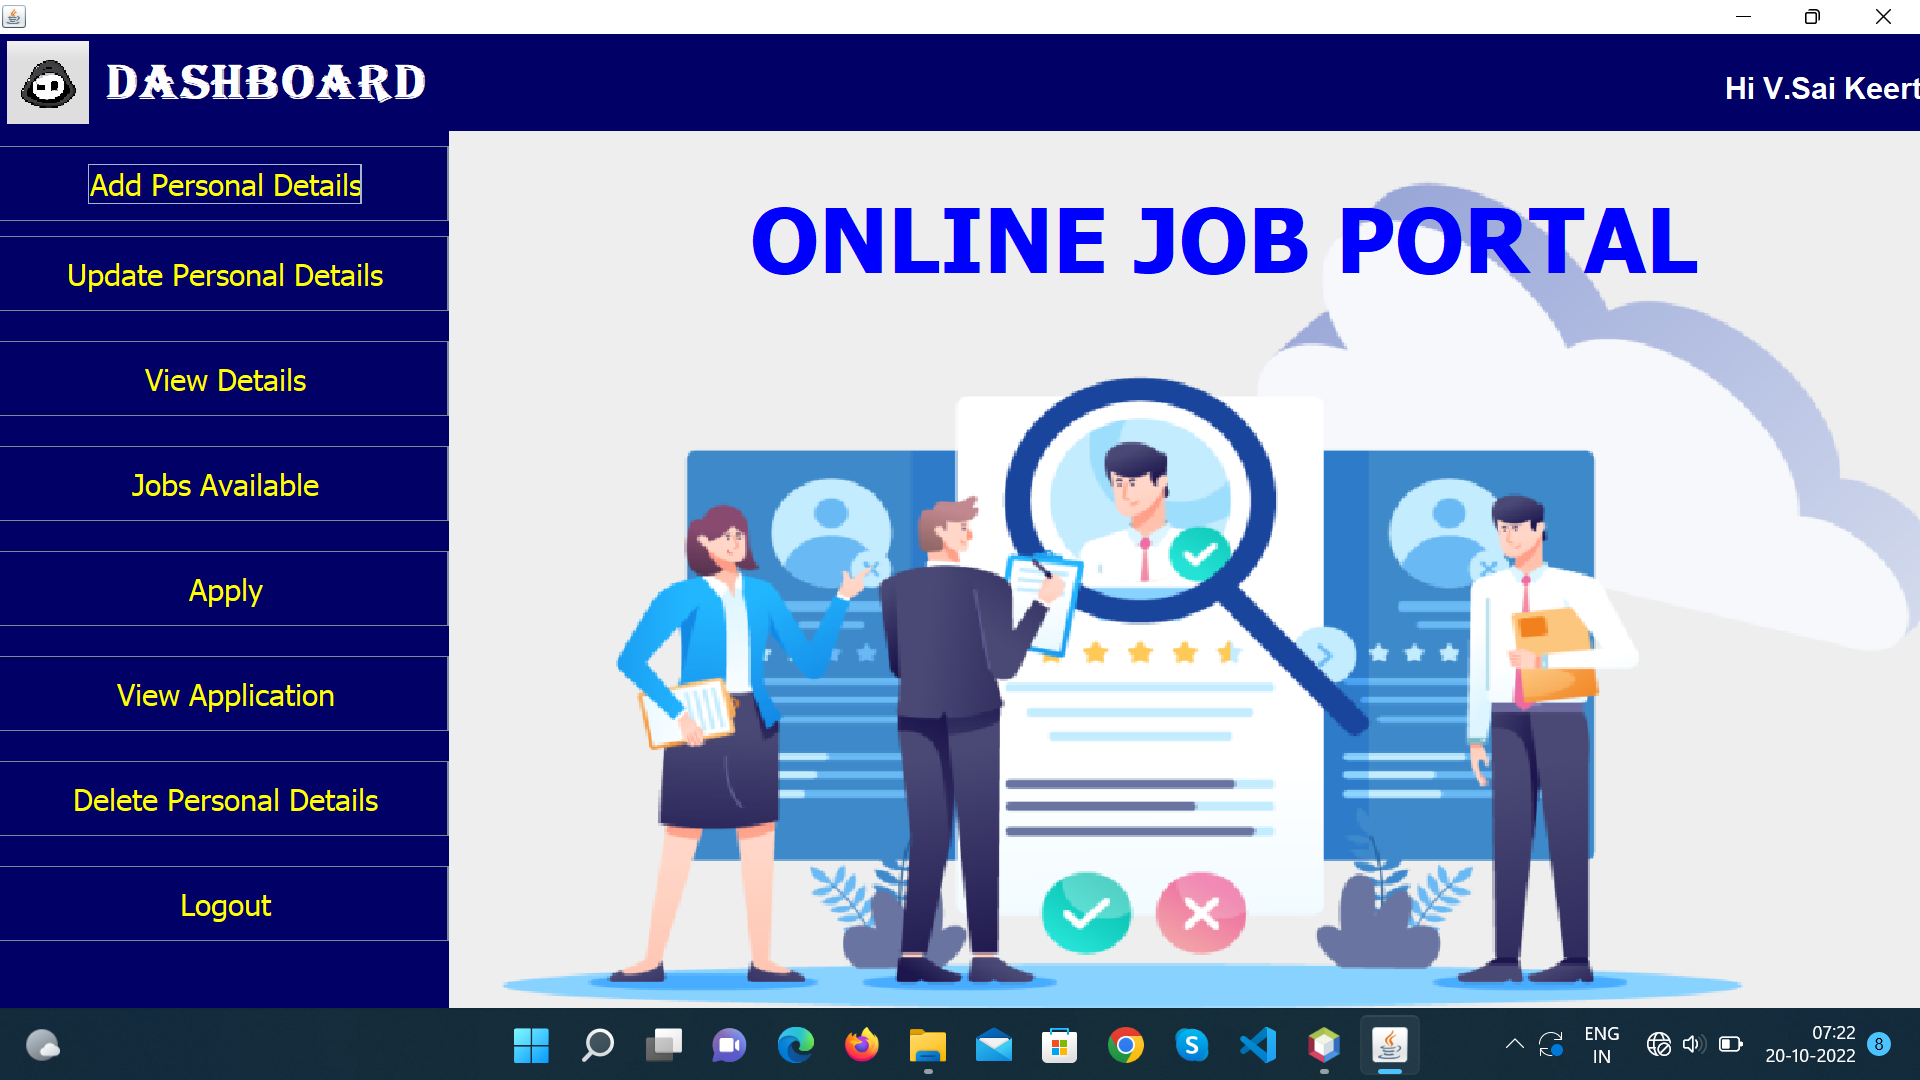 DASHBOARD
Hi V.Sai Keert
Add Personal Details
Update Personal Details
View Details
Jobs Available
Apply
View Application
Delete Personal Details
Logout
ONLINE JOB PORTAL
S
ENG
IN
07:22
20-10-2022
8